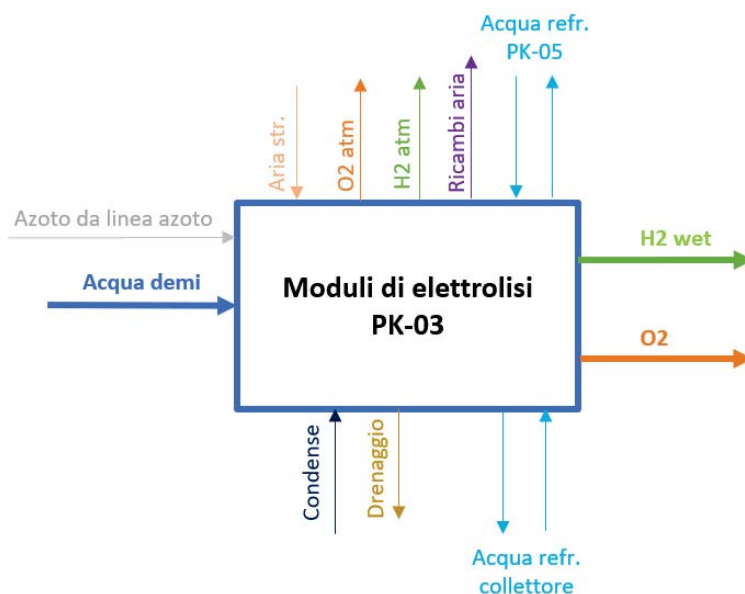 Acqua refr.
PK-05
Aria str.
O2 atm
H2 atm
Ricambi aria
Azoto da linea azoto
Acqua demi
Moduli di elettrolisi
PK-03
H2 wet
O2
Condense
Drenaggio
Acqua refr.
collettore